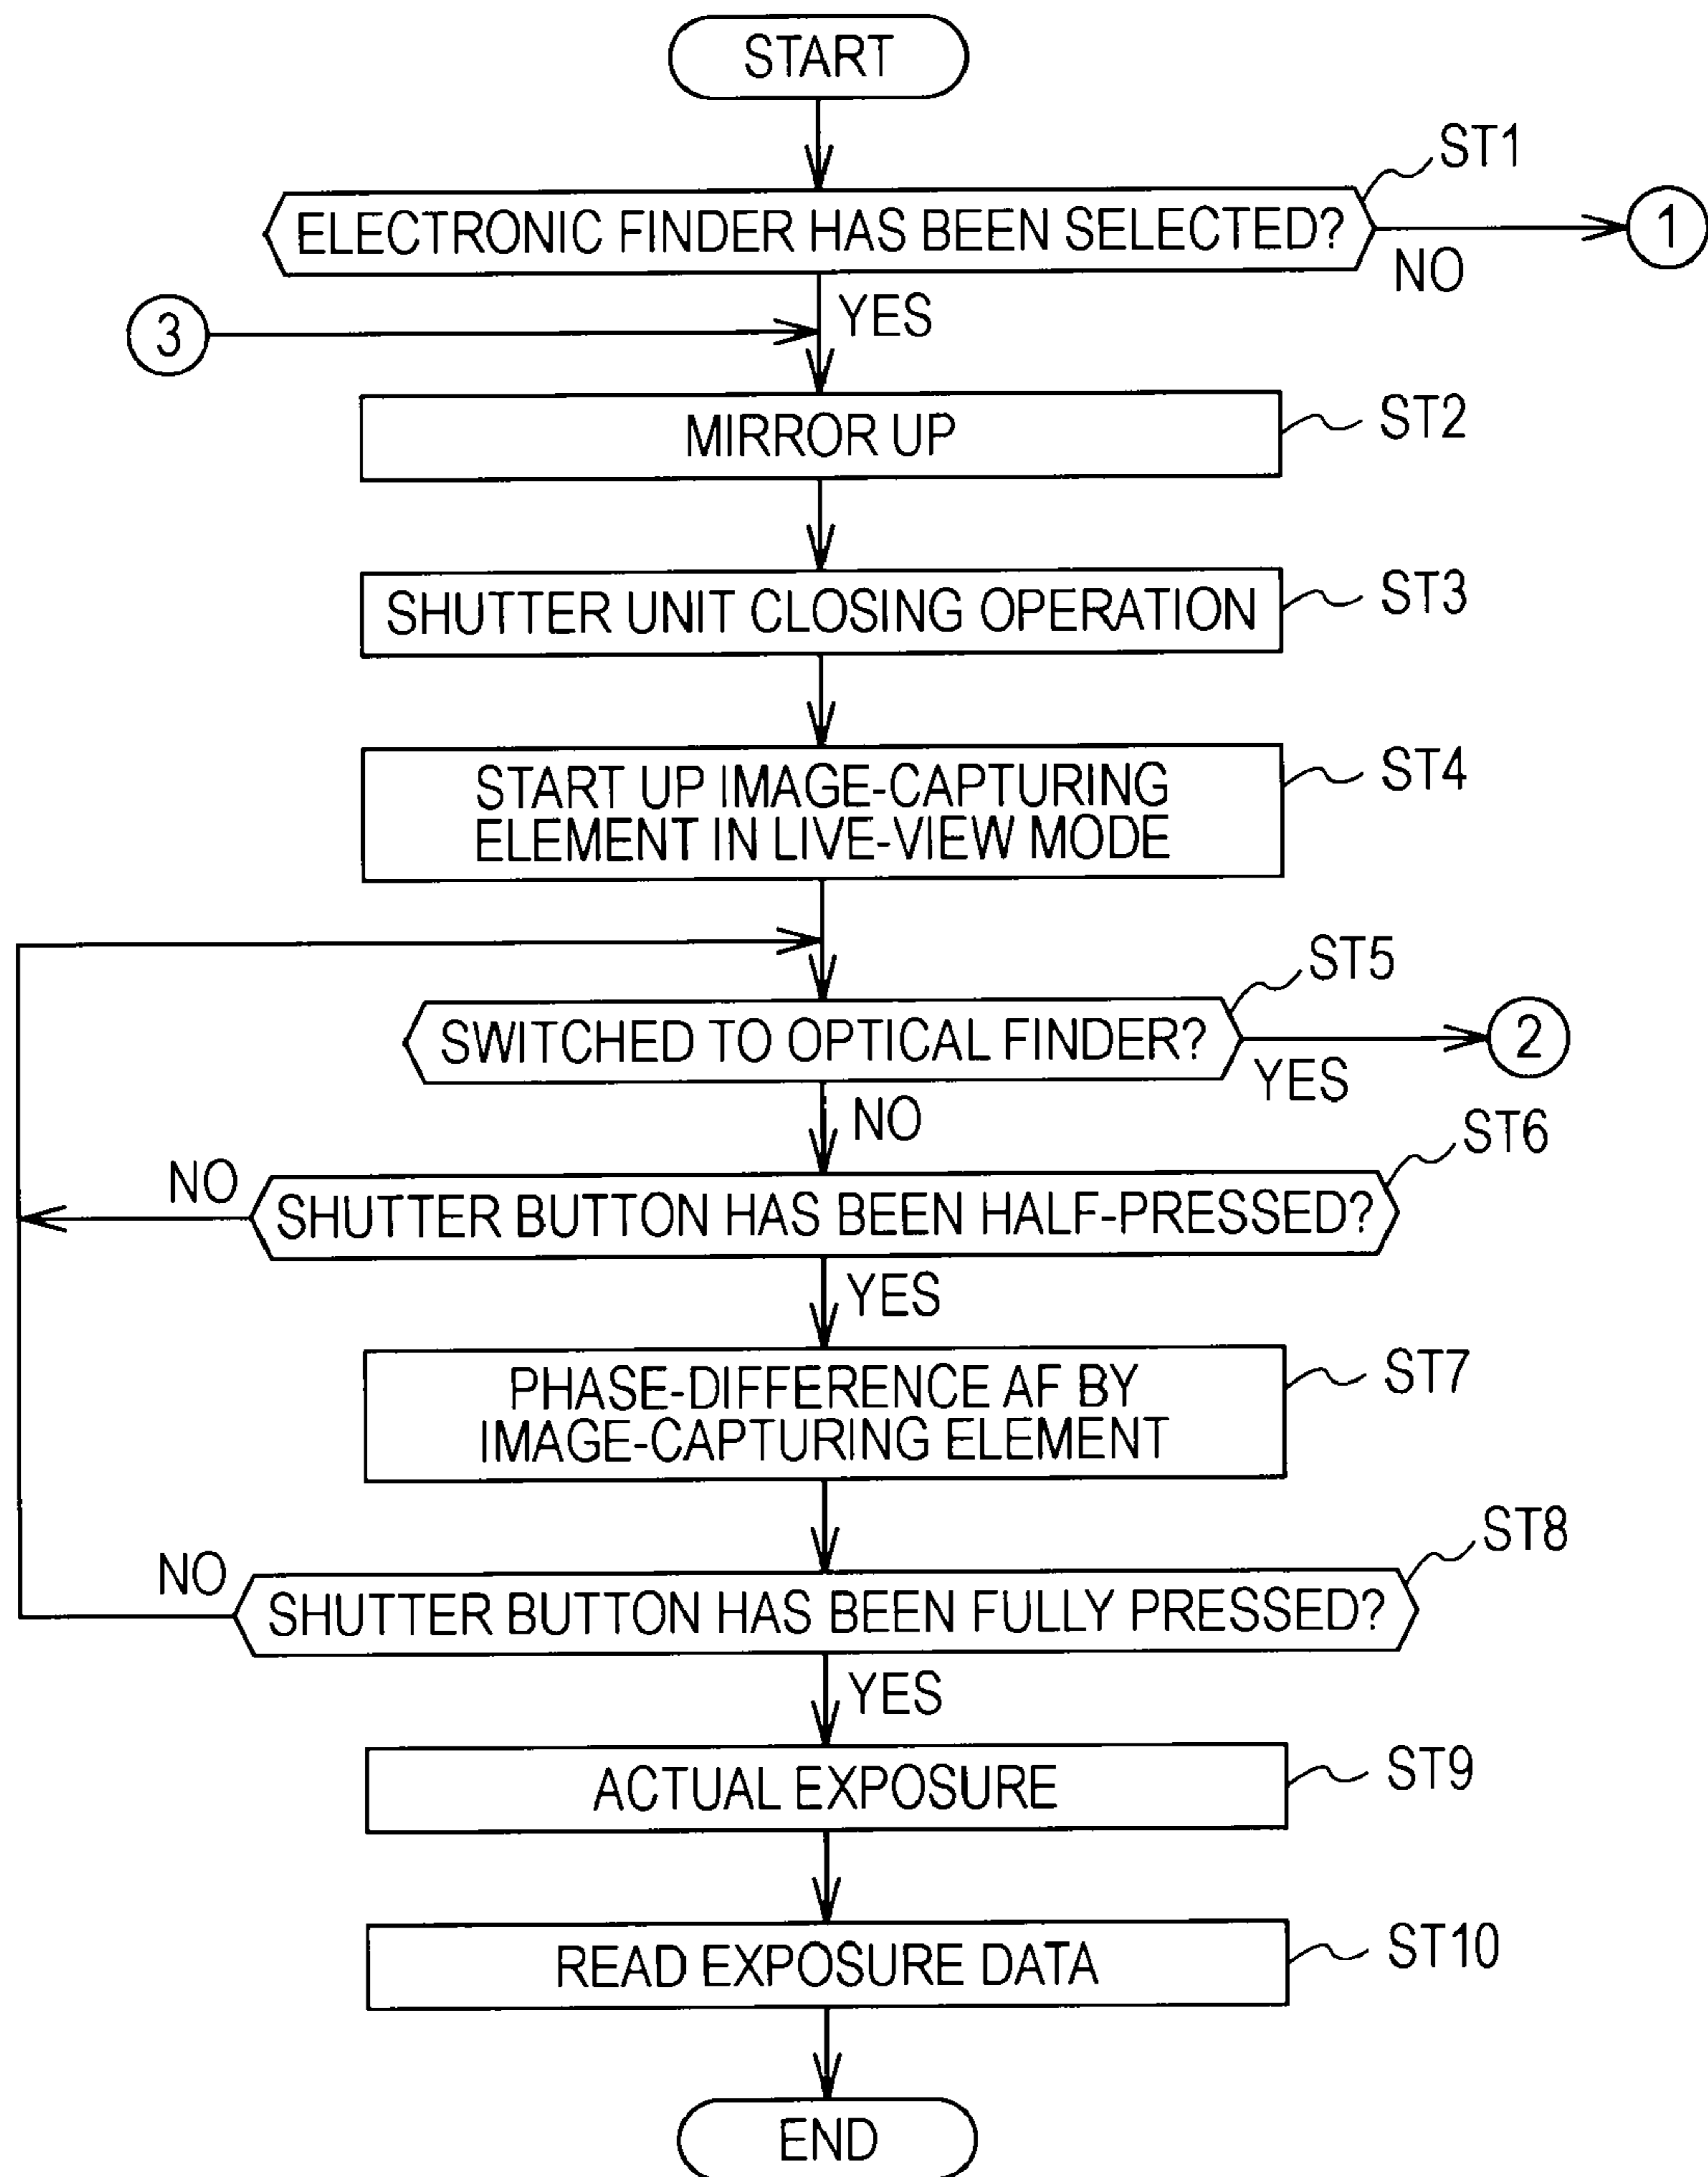 START
ST1
ELECTRONIC FINDER HAS BEEN SELECTED?
1
NO
YES
3
MIRROR UP
ST2
SHUTTER UNIT CLOSING OPERATION
ST3
START UP IMAGE-CAPTURING
ELEMENT IN LIVE-VIEW MODE
ST4
ST5
SWITCHED TO OPTICAL FINDER?
2
YES
NO
ST6
NO
SHUTTER BUTTON HAS BEEN HALF-PRESSED?
YES
PHASE-DIFFERENCE AF BY
IMAGE-CAPTURING ELEMENT
ST7
ST8
NO
SHUTTER BUTTON HAS BEEN FULLY PRESSED?
YES
ACTUAL EXPOSURE
ST9
READ EXPOSURE DATA
ST10
END